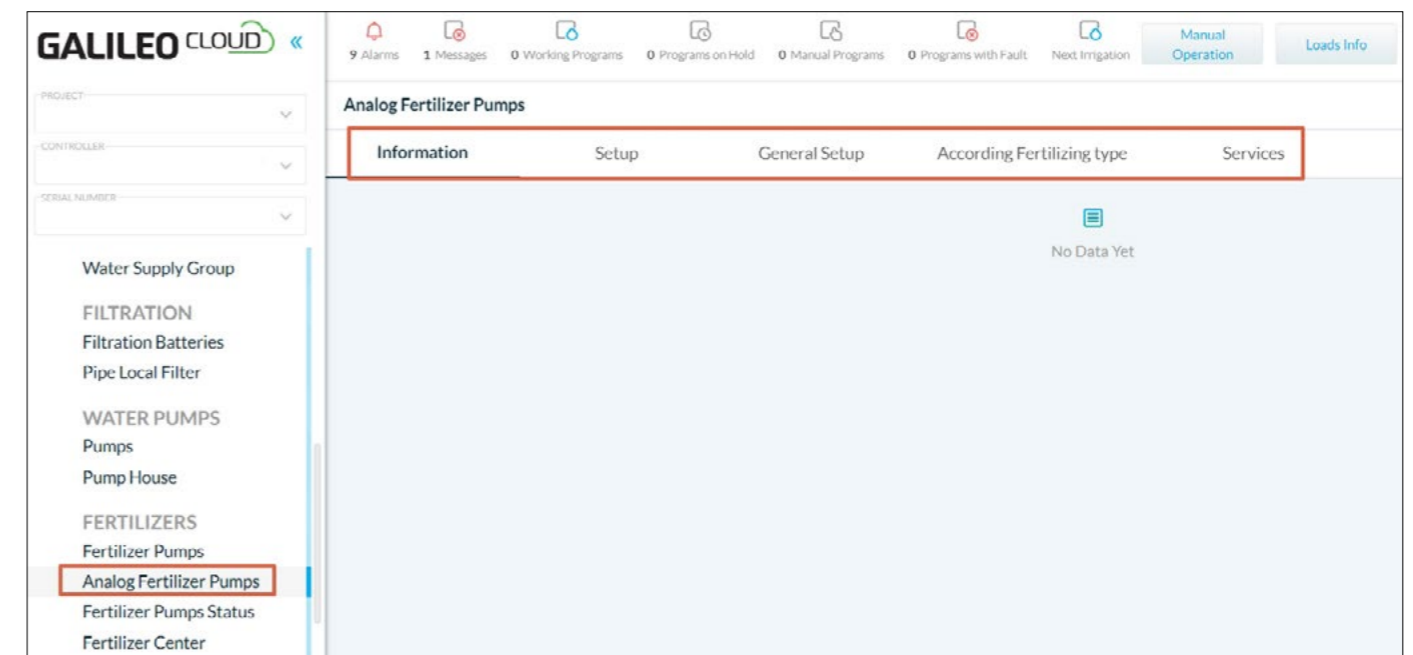 GALILEO CLOUD «
9 Alarms
1 Messages
0 Working Programs
0 Programs on Hold
0 Manual Programs
0 Programs with Fault
Next Irrigation
Manual
Operation
Loads Info
PROJECT
CONTROLLER
SERIAL NUMBER
Water Supply Group
FILTRATION
Filtration Batteries
Pipe Local Filter
WATER PUMPS
Pumps
Pump House
FERTILIZERS
Fertilizer Pumps
Analog Fertilizer Pumps
Fertilizer Pumps Status
Fertilizer Center
Analog Fertilizer Pumps
Information
Setup
General Setup
According Fertilizing type
Services
No Data Yet